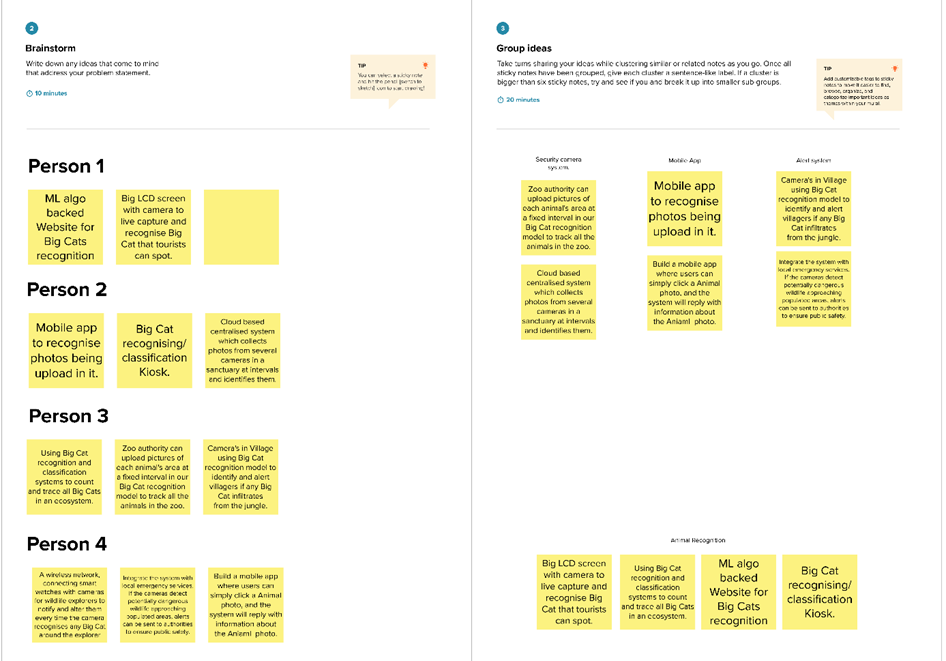 2
Brainstorm
Write down any ideas that come to mind
that address your problem statement.
10 minutes
TIP
You can select a sticky note
and hit the pencil [switch to
sketch] icon to start drawing!
Person 1
ML algo
backed
Website for
Big Cats
recognition
Big LCD screen
with camera to
live capture and
recognise Big
Cat that tourists
can spot.
Person 2
Mobile app
to recognise
photos being
upload in it.
Big Cat
recognising/
classification
Kiosk.
Cloud based
centralised system
which collects
photos from several
cameras in a
sanctuary at intervals
and identifies them.
Person 3
Using Big Cat
recognition and
classification
systems to count
and trace all Big Cats
in an ecosystem.
Zoo authority can
upload pictures of
each animal's area at
a fixed interval in our
Big Cat recognition
model to track all the
animals in the zoo.
Camera's in Village
using Big Cat
recognition model to
identify and alert
villagers if any Big
Cat infiltrates
from the jungle.
Person 4
A wireless network,
connecting smart
watches with cameras
for wildlife explorers to
notify and alter them
every time the camera
recognises any Big Cat
around the explorer
Integrate the system with
local emergency services.
If the cameras detect
potentially dangerous
wildlife approaching
populated areas, alerts
can be sent to authorities
to ensure public safety.
Build a mobile app
where users can
simply click a Animal
photo, and the
system will reply with
information about
the Aniaml photo.
3
Group ideas
Take turns sharing your ideas while clustering similar or related notes as you go. Once all
sticky notes have been grouped, give each cluster a sentence-like label. If a cluster is
bigger than six sticky notes, try and see if you and break it up into smaller sub-groups.
20 minutes
TIP
Add customizable tags to sticky
notes to make it easier to find,
browse, organize, and
categorize important ideas as
themes within your mural.
Security camera
system.
Zoo authority can
upload pictures of
each animal's area at
a fixed interval in our
Big Cat recognition
model to track all the
animals in the zoo.
Cloud based
centralised system
which collects
photos from several
cameras in a
sanctuary at intervals
and identifies them.
Mobile App
Mobile app
to recognise
photos being
upload in it.
Build a mobile app
where users can
simply click a Animal
photo, and the
system will reply with
information about
the Aniaml photo.
Alert system
Camera's in Village
using Big Cat
recognition model to
identify and alert
villagers if any Big
Cat infiltrates
from the jungle.
Integrate the system with
local emergency services.
If the cameras detect
potentially dangerous
wildlife approaching
populated areas, alerts
can be sent to authorities
to ensure public safety.
Animal Recognition
Big LCD screen
with camera to
live capture and
recognise Big
Cat that tourists
can spot.
Using Big Cat
recognition and
classification
systems to count
and trace all Big Cats
in an ecosystem.
ML algo
backed
Website for
Big Cats
recognition
Big Cat
recognising/
classification
Kiosk.